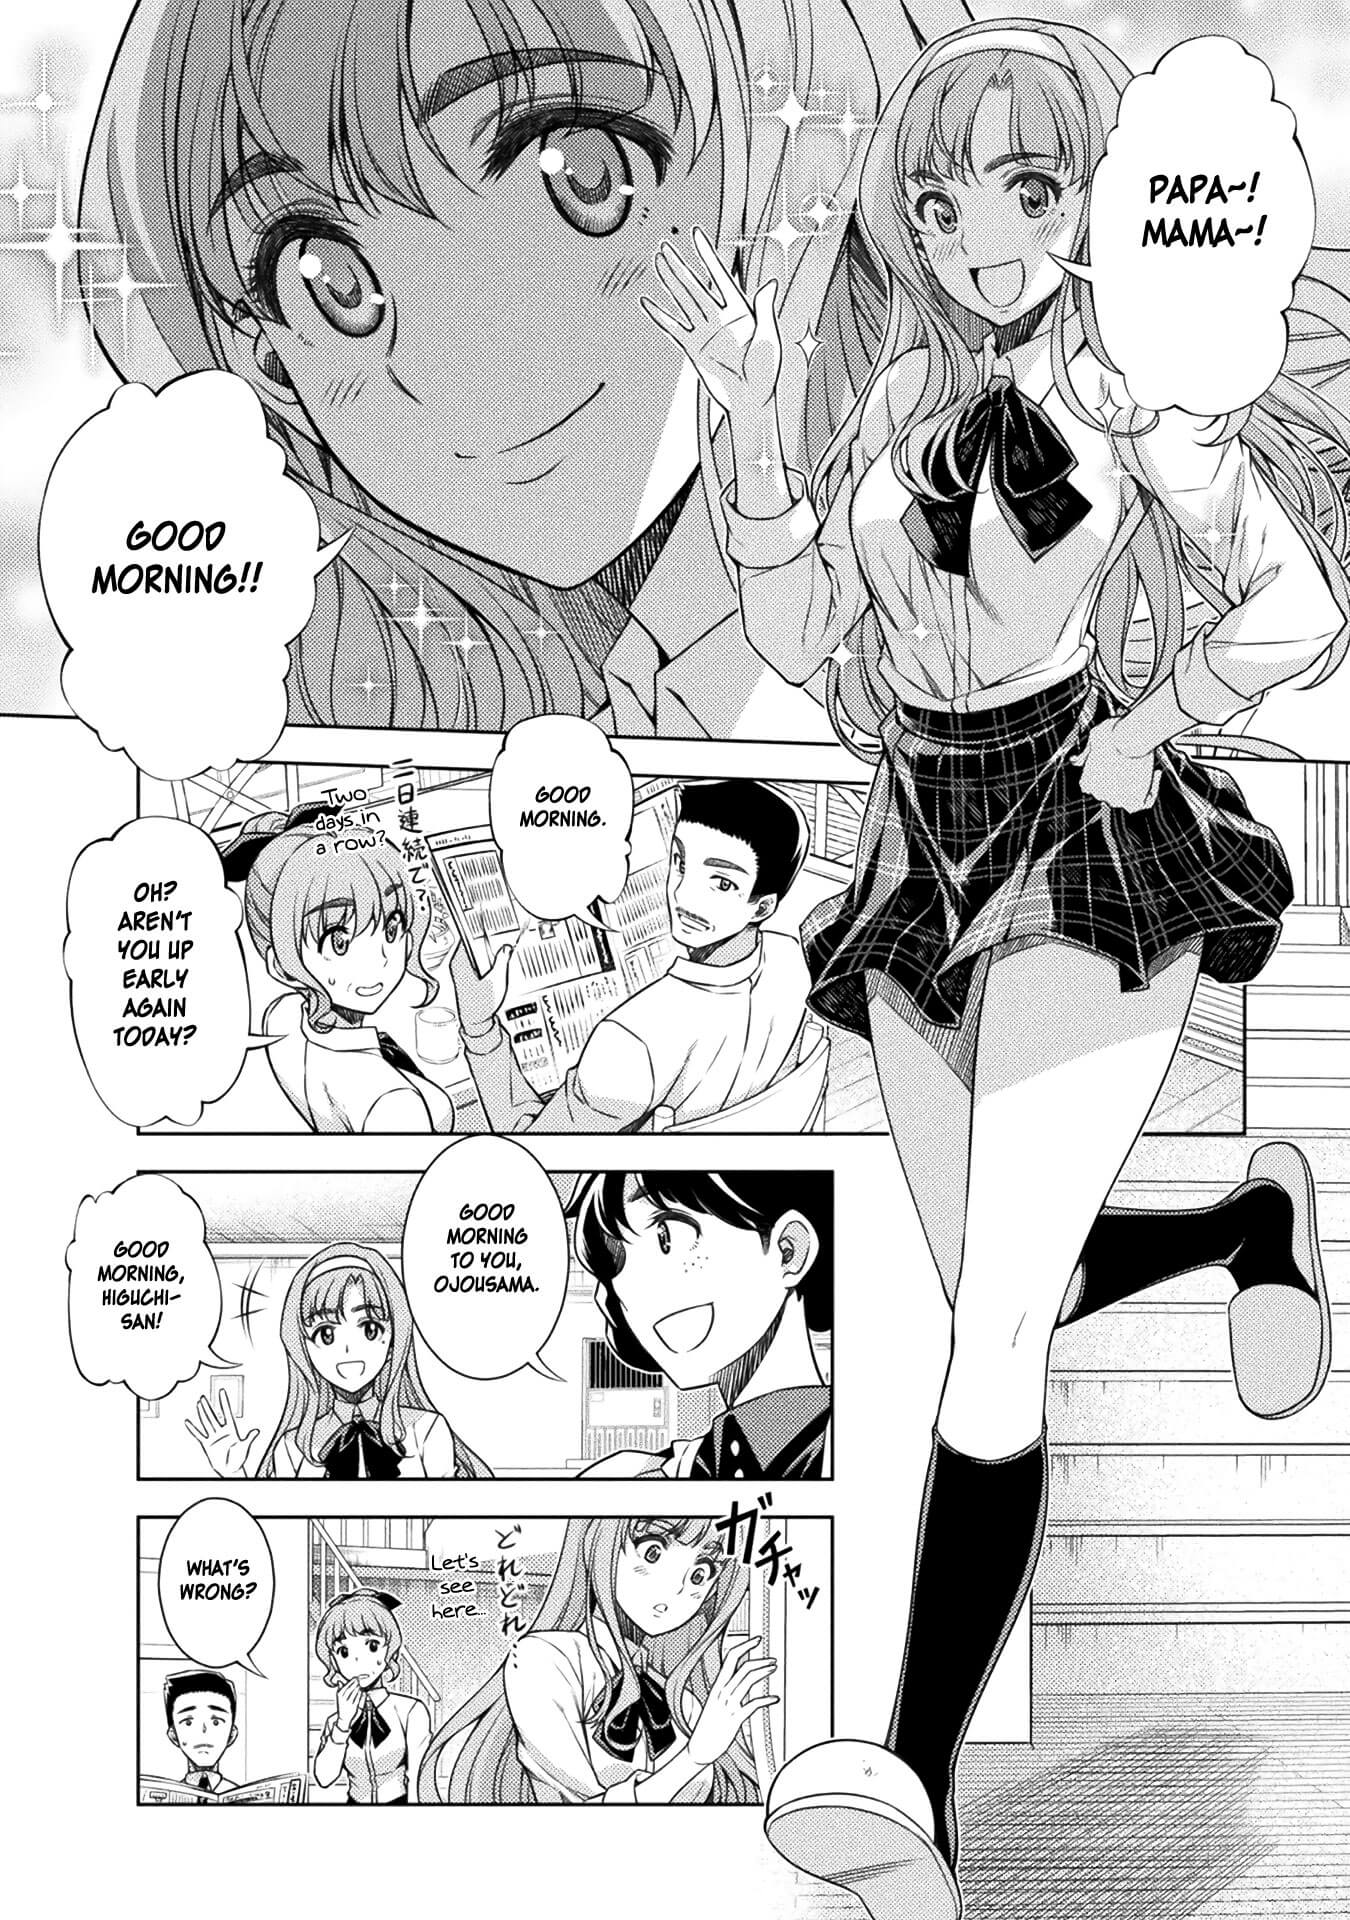 PAPA~!
MAMA~!
GOOD
MORNING!!
GOOD
MORNING.
二日連続で?
Two
days in
a row?
OH?
AREN'T
YOU UP
EARLY
AGAIN
TODAY?
GOOD
MORNING
TO YOU,
OJOUSAMA.
GOOD
MORNING,
HIGUCHI-
SAN!
ガチャッ
どれどれ…
Let's
see
here...
WHAT'S
WRONG?